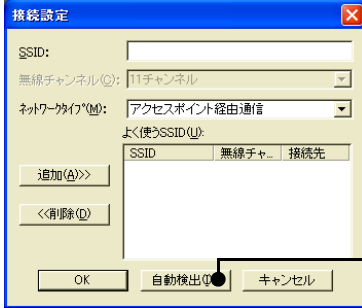 接続設定
SSID:
無線チャンネル(C): 11チャンネル
ネットワークタイプ(M): アクセスポイント経由通信
よく使うSSID(U):
SSID 無線チャ... 接続先
追加(A)>>
<<削除(D)
OK 自動検出 キャンセル